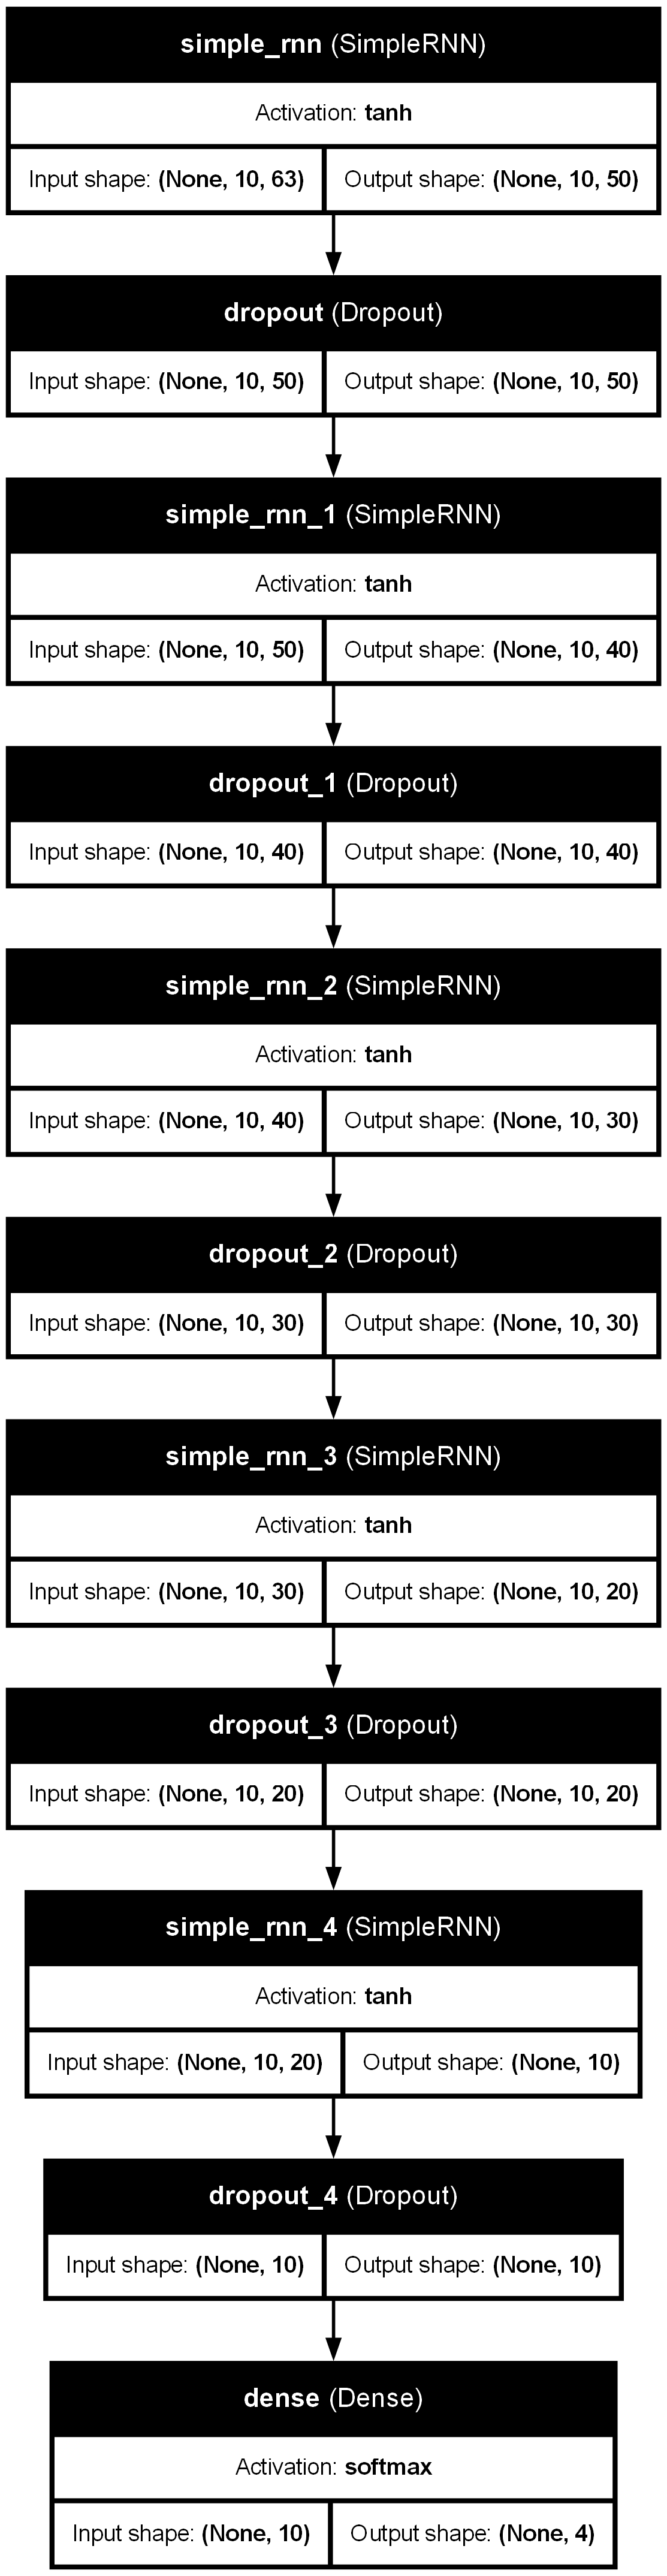 simple_rnn (SimpleRNN)
Activation: tanh
Input shape: (None, 10, 63) Output shape: (None, 10, 50)
dropout (Dropout)
Input shape: (None, 10, 50) Output shape: (None, 10, 50)
simple_rnn_1 (SimpleRNN)
Activation: tanh
Input shape: (None, 10, 50) Output shape: (None, 10, 40)
dropout_1 (Dropout)
Input shape: (None, 10, 40) Output shape: (None, 10, 40)
simple_rnn_2 (SimpleRNN)
Activation: tanh
Input shape: (None, 10, 40) Output shape: (None, 10, 30)
dropout_2 (Dropout)
Input shape: (None, 10, 30) Output shape: (None, 10, 30)
simple_rnn_3 (SimpleRNN)
Activation: tanh
Input shape: (None, 10, 30) Output shape: (None, 10, 20)
dropout_3 (Dropout)
Input shape: (None, 10, 20) Output shape: (None, 10, 20)
simple_rnn_4 (SimpleRNN)
Activation: tanh
Input shape: (None, 10, 20) Output shape: (None, 10)
dropout_4 (Dropout)
Input shape: (None, 10) Output shape: (None, 10)
dense (Dense)
Activation: softmax
Input shape: (None, 10) Output shape: (None, 4)